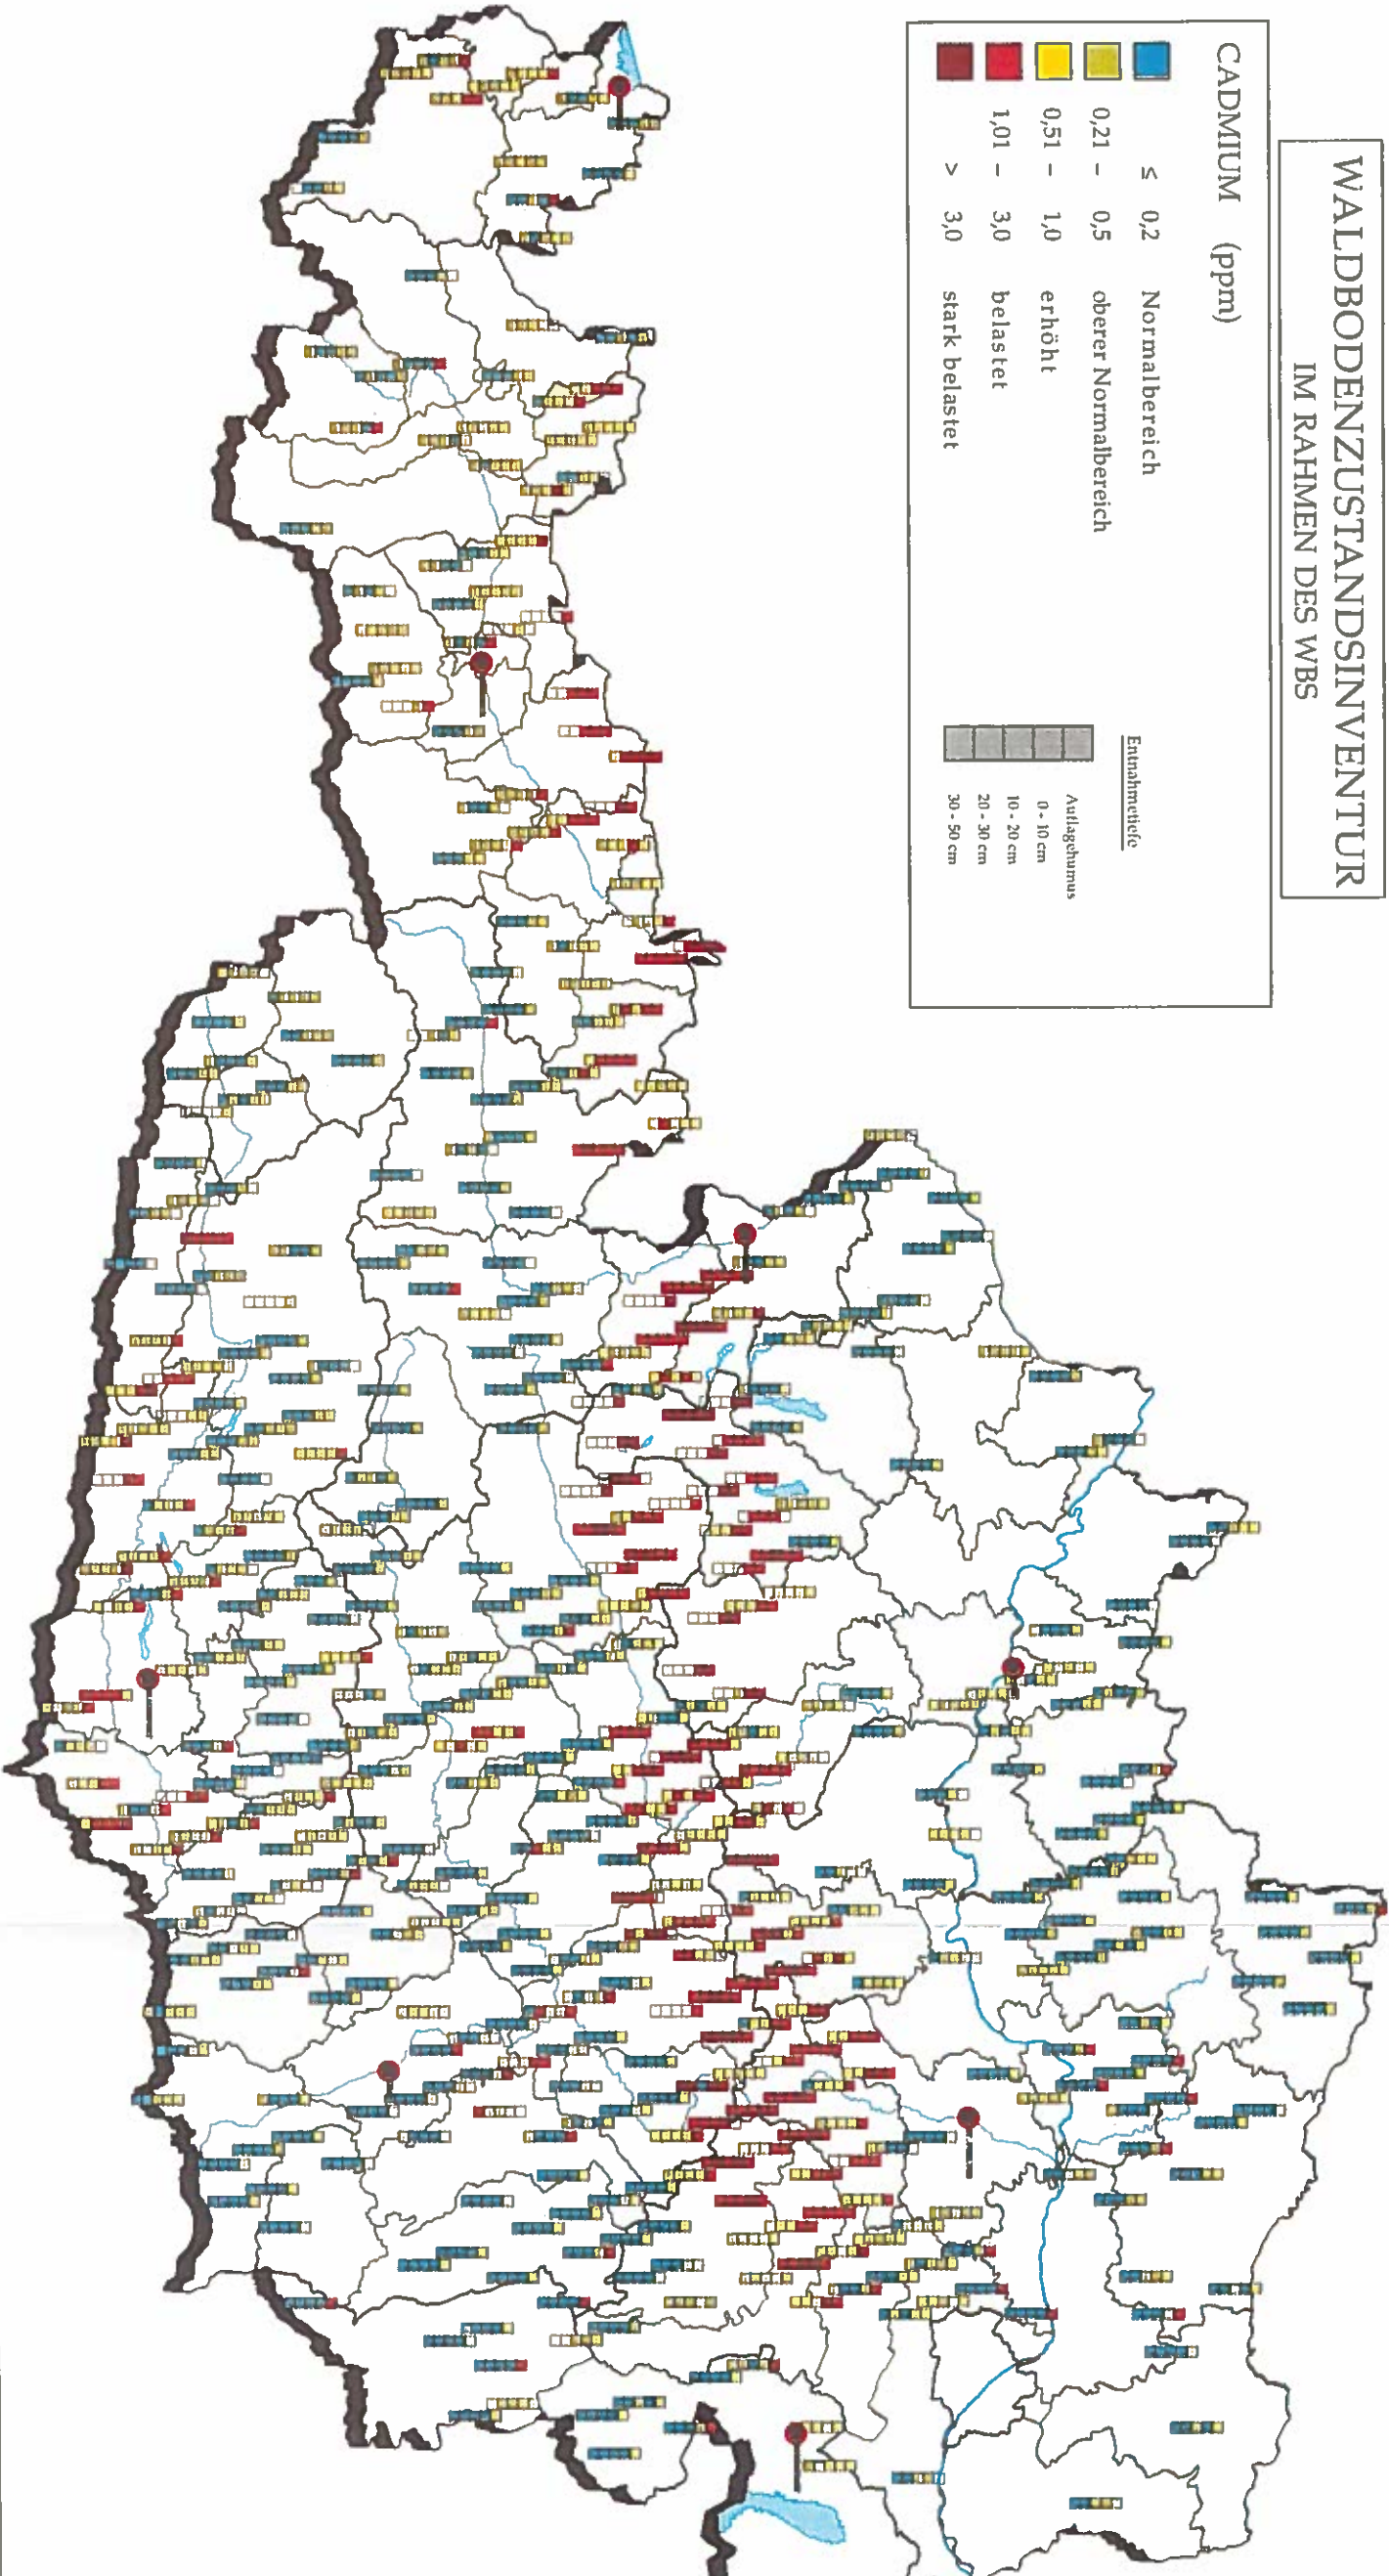 WALDBODENZUSTANDSINVENTUR
IM RAHMEN DES WBS
CADMIUM (ppm)
≤ 0,2 Normalbereich
0,21 - 0,5 oberer Normalbereich
0,51 - 1,0 erhöht
1,01 - 3,0 belastet
> 3,0 stark belastet
Entnahmetiefe
Auflagehumus
0 - 10 cm
10 - 20 cm
20 - 30 cm
30 - 50 cm